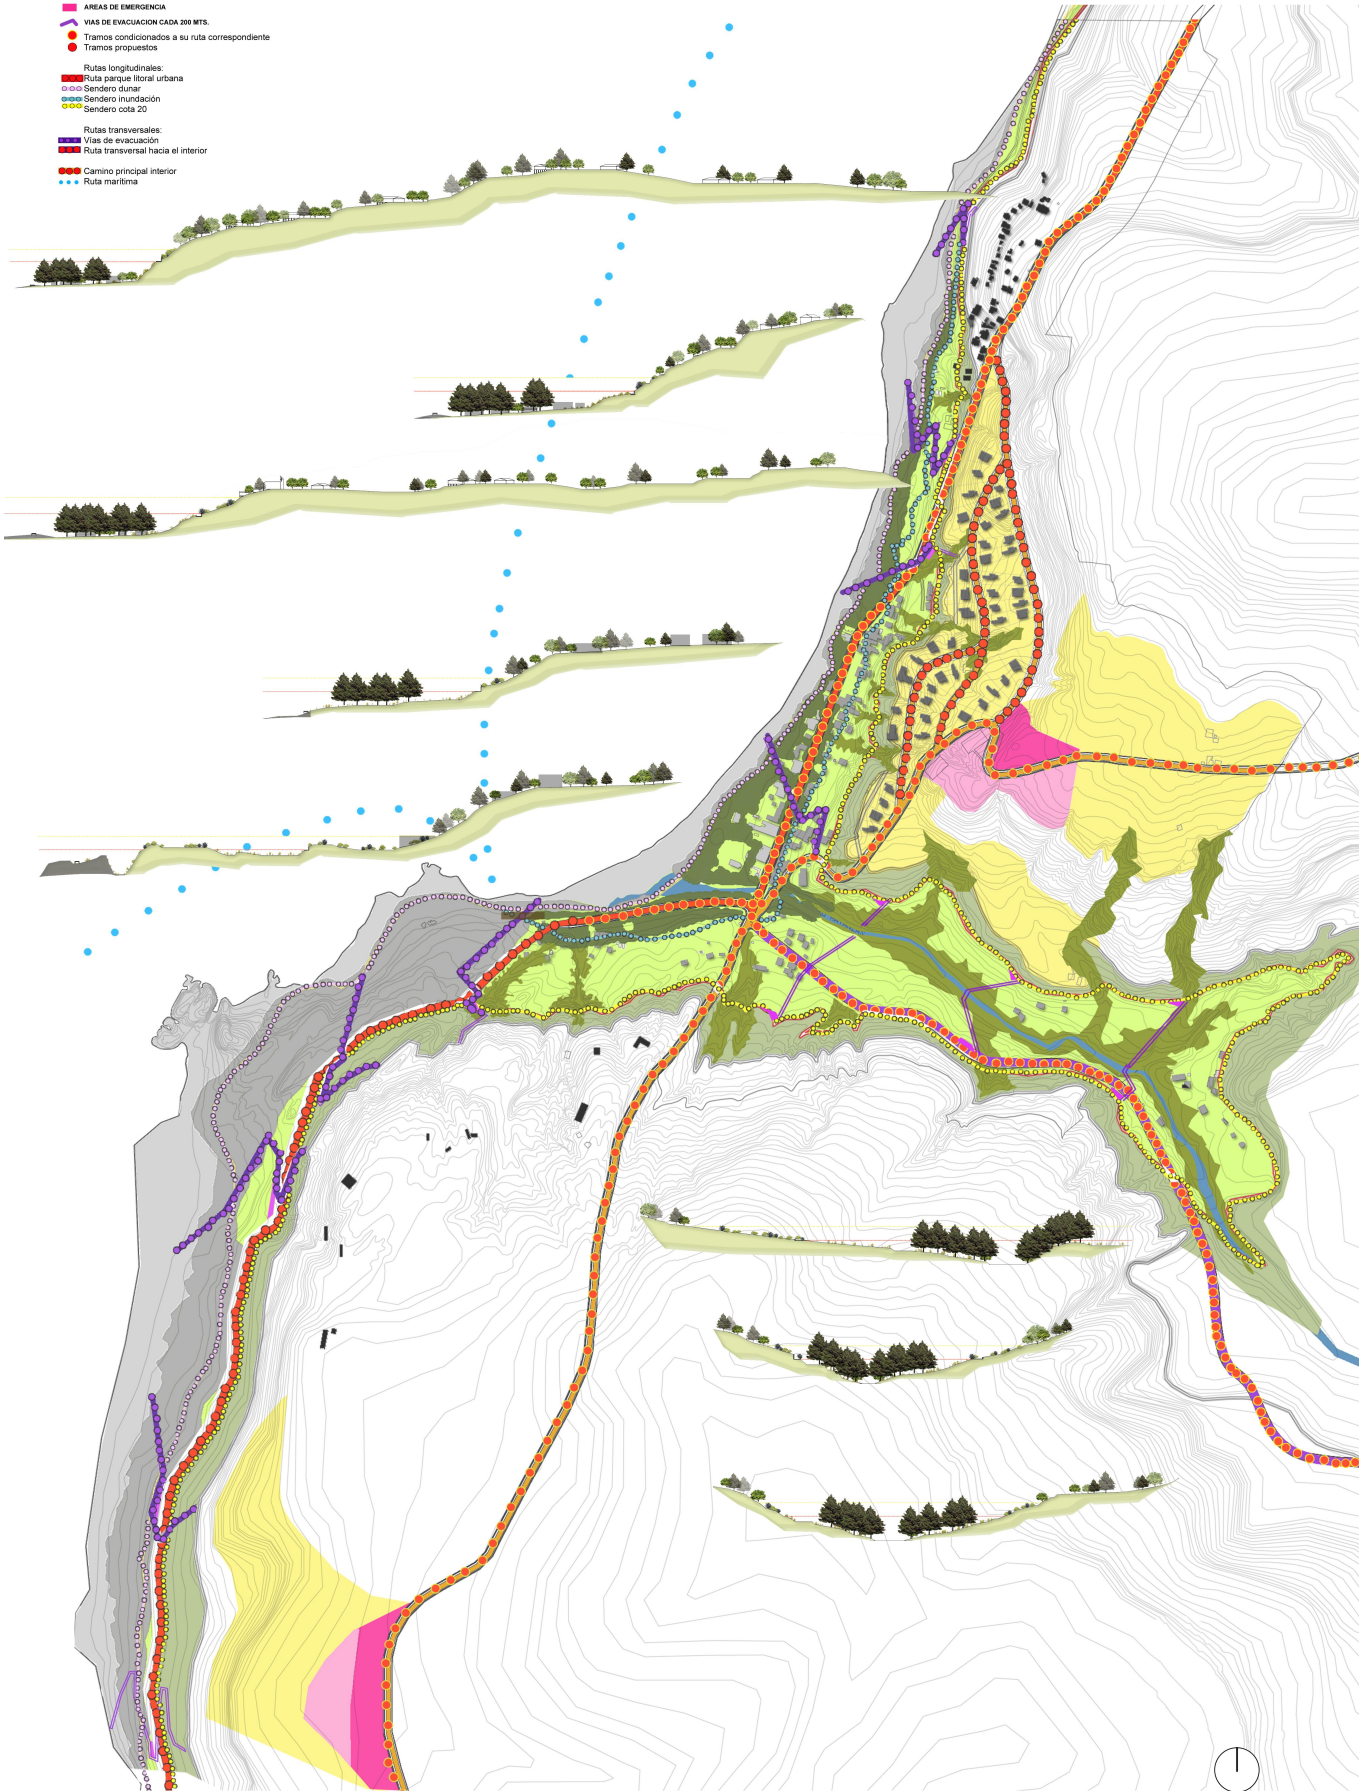 AREAS DE EMERGENCIA
VIAS DE EVACUACION CADA 200 MTS.
Tramos condicionados a su ruta correspondiente
Tramos propuestos
Rutas longitudinales:
Ruta parque litoral urbana
Sendero dunar
Sendero inundación
Sendero cota 20
Rutas transversales:
Vías de evacuación
Ruta transversal hacia el interior
Camino principal interior
Ruta marítima